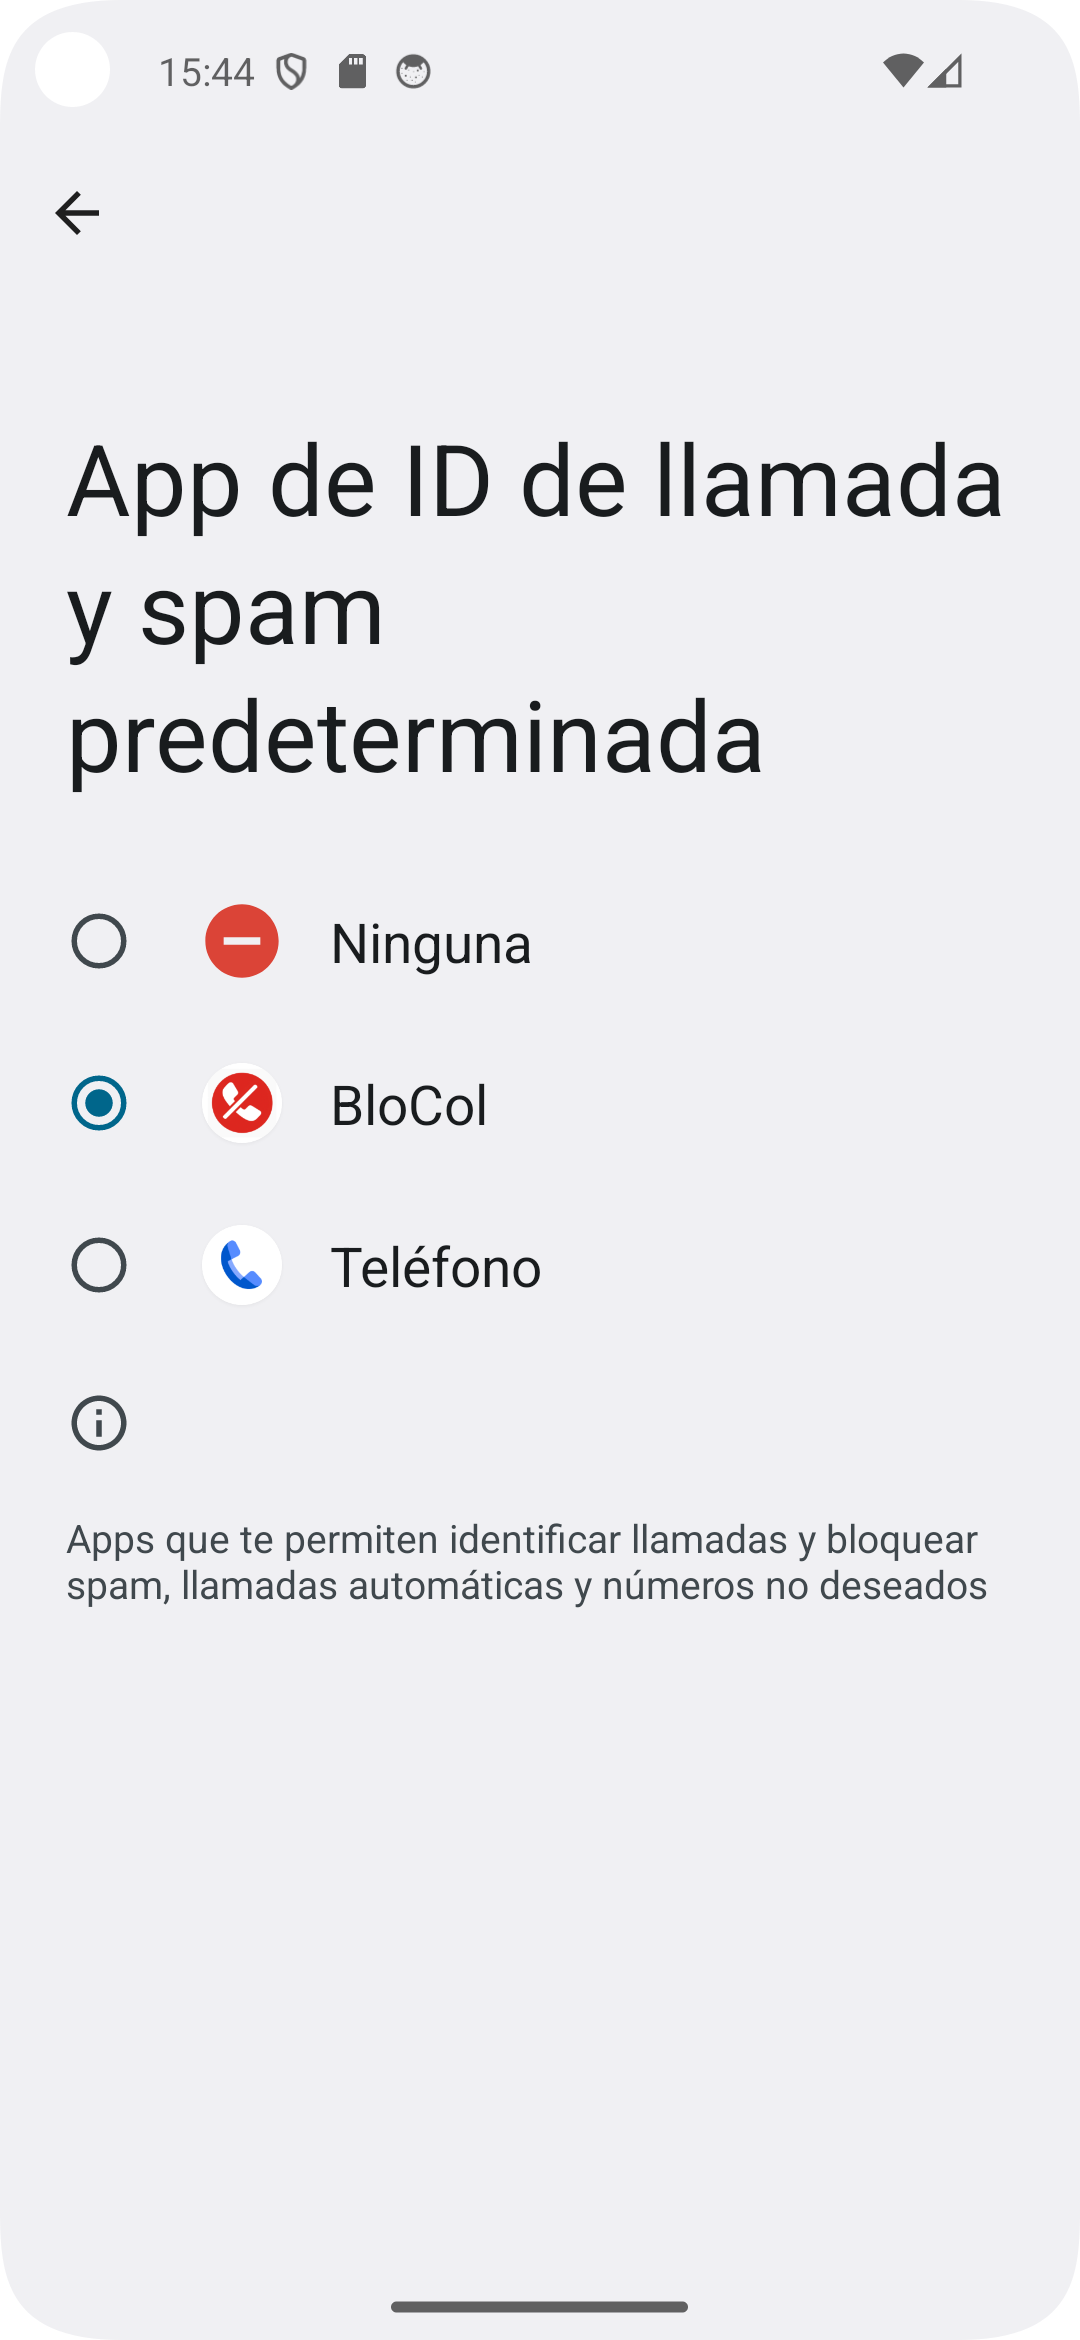 15:44
App de ID de llamada
y spam
predeterminada
Ninguna
BloCol
Teléfono
Apps que te permiten identificar llamadas y bloquear
spam, llamadas automáticas y números no deseados